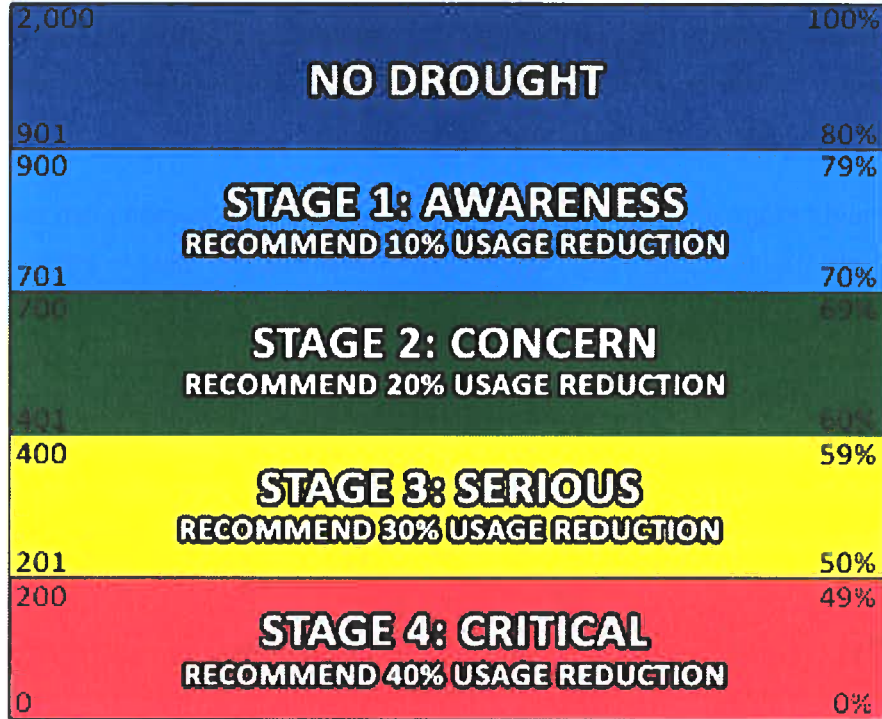 2,000 100%
NO DROUGHT
901 80%
900 79%
STAGE 1: AWARENESS
RECOMMEND 10% USAGE REDUCTION
701 70%
700 69%
STAGE 2: CONCERN
RECOMMEND 20% USAGE REDUCTION
401 60%
400 59%
STAGE 3: SERIOUS
RECOMMEND 30% USAGE REDUCTION
201 50%
200 49%
STAGE 4: CRITICAL
RECOMMEND 40% USAGE REDUCTION
0 0%